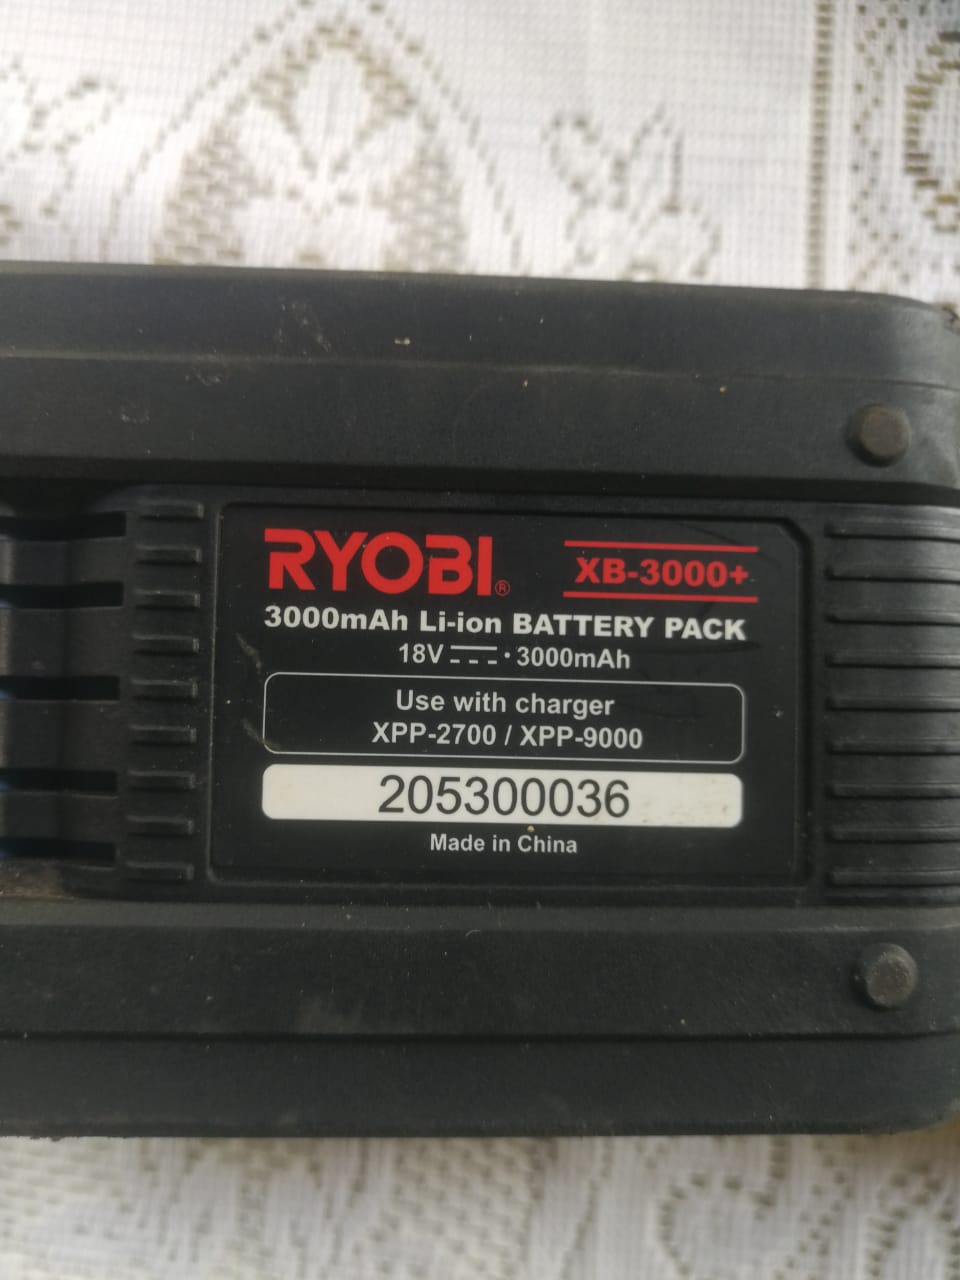 RYOBI®
XB-3000+
3000mAh Li-ion BATTERY PACK
18V ⎓ · 3000mAh
Use with charger
XPP-2700 / XPP-9000
205300036
Made in China